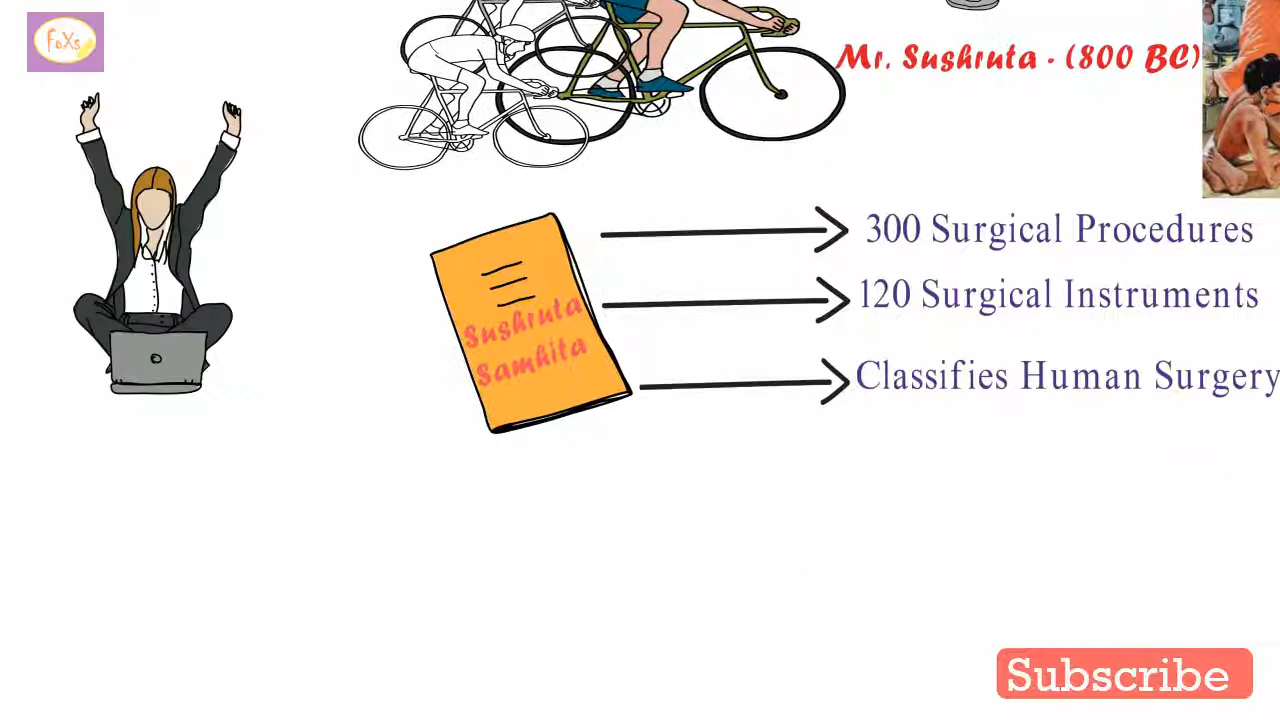 FoXs
Mr. Sushruta - (800 BC)
300 Surgical Procedures
120 Surgical Instruments
Sushruta
Samhita
Classifies Human Surgery
Subscribe